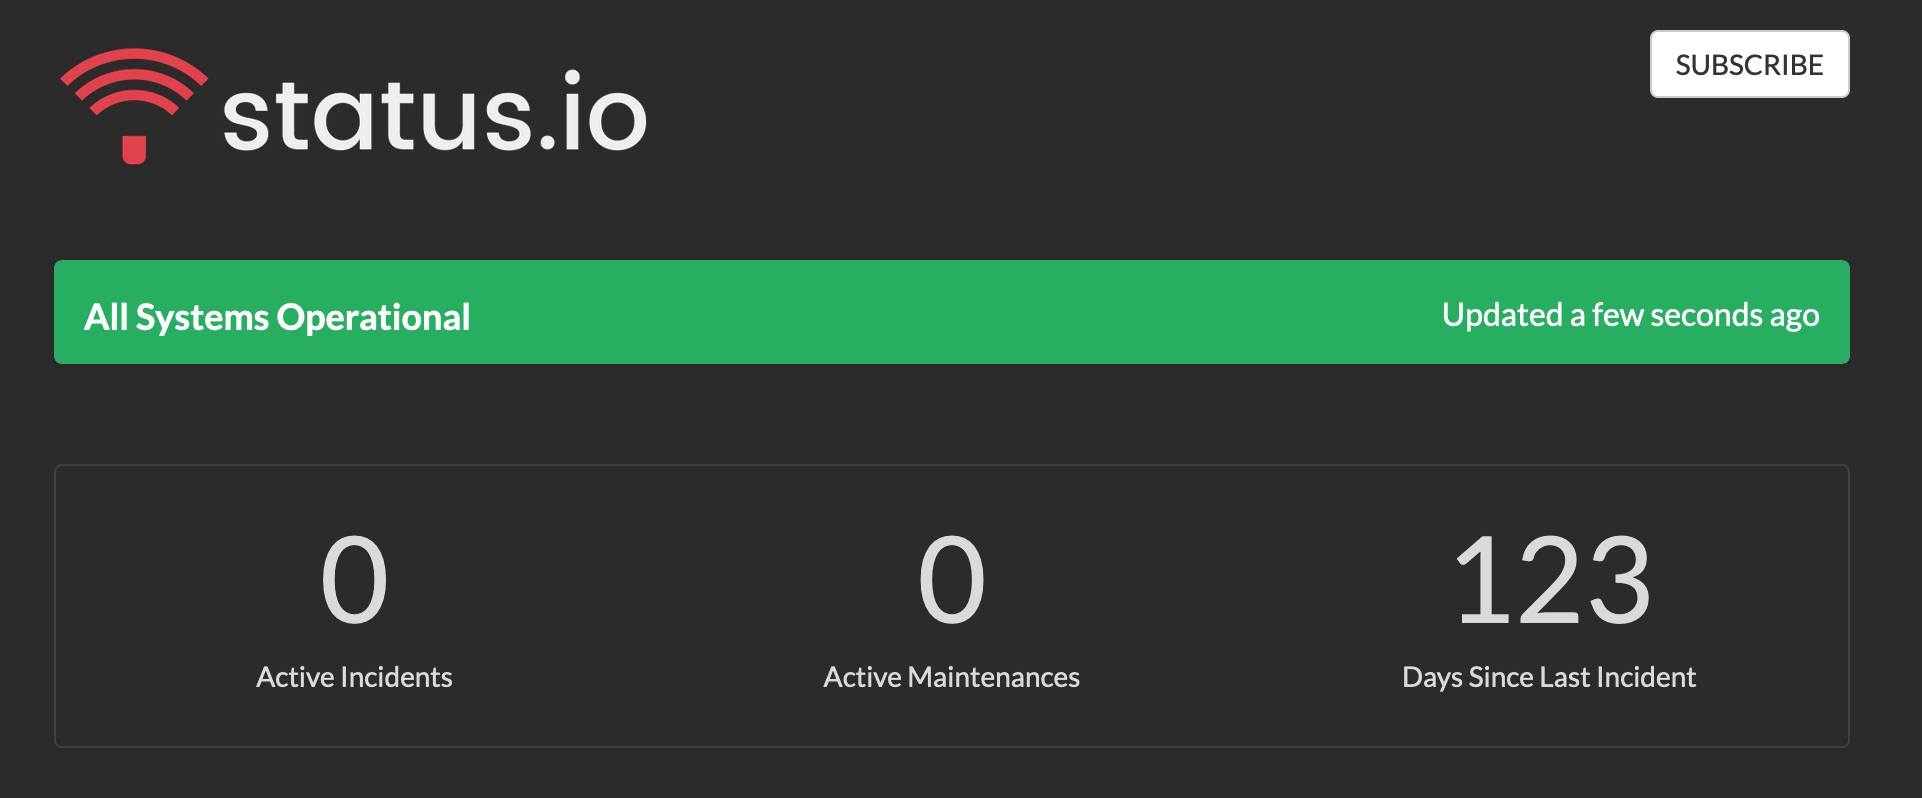 status.io
SUBSCRIBE
All Systems Operational
Updated a few seconds ago
0
Active Incidents
0
Active Maintenances
123
Days Since Last Incident